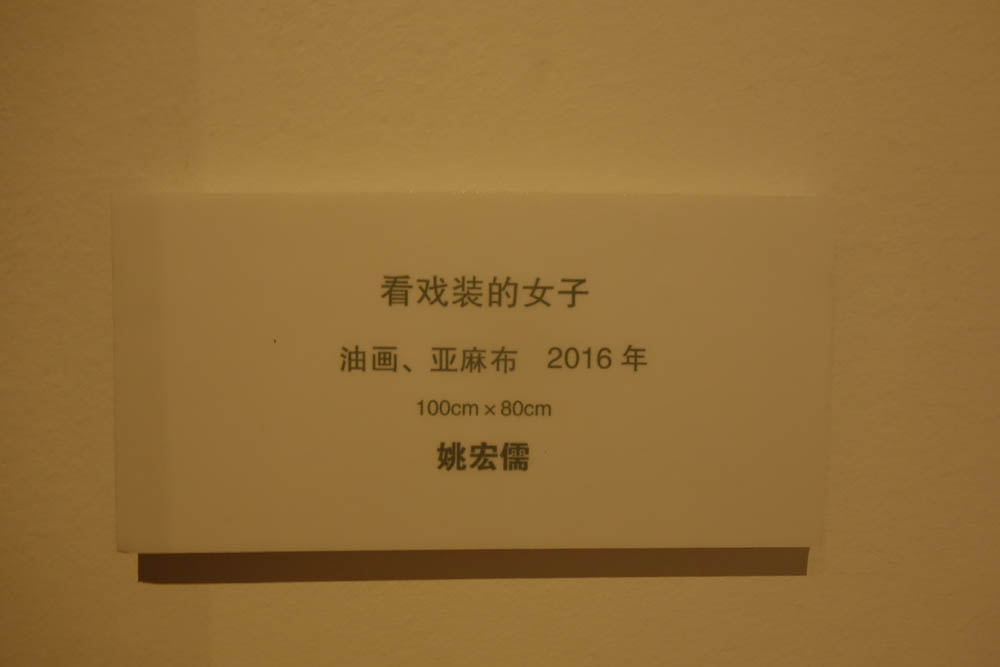 看戏装的女子
油画、亚麻布 2016 年
100cm × 80cm
姚宏儒